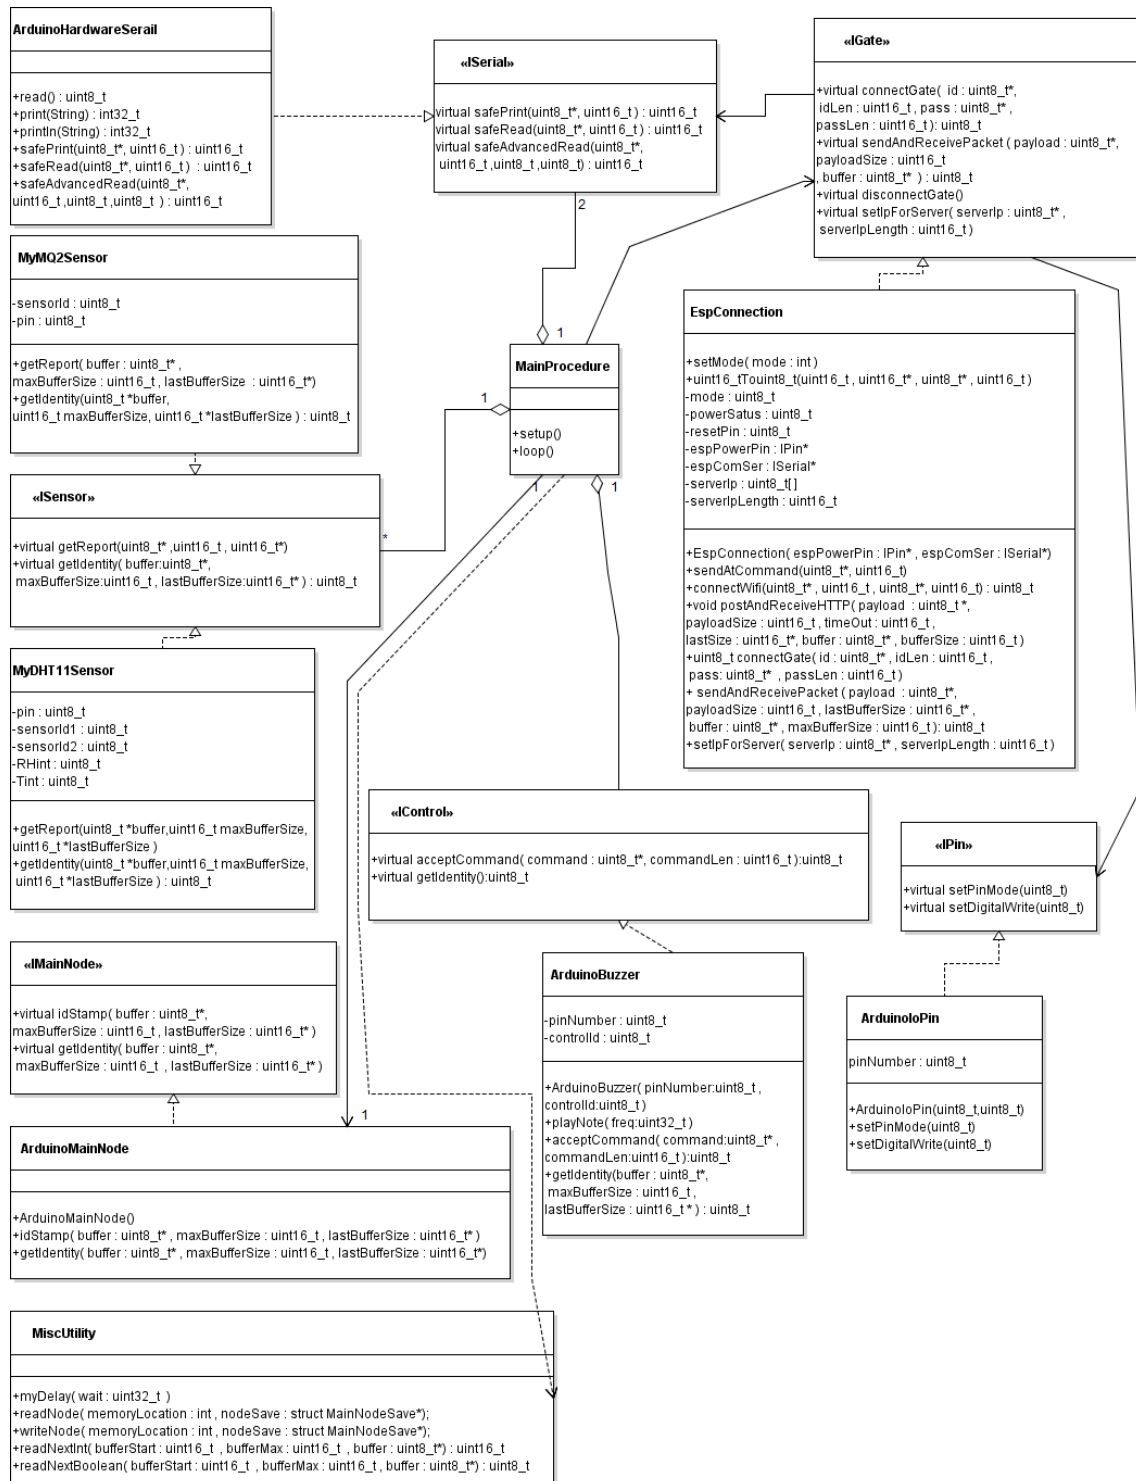 ArduinoHardwareSerail
+read() : uint8_t
+print(String) : int32_t
+println(String) : int32_t
+safePrint(uint8_t*, uint16_t ) : uint16_t
+safeRead(uint8_t*, uint16_t ) : uint16_t
+safeAdvancedRead(uint8_t*,
uint16_t ,uint8_t ,uint8_t ) : uint16_t
«ISerial»
virtual safePrint(uint8_t*, uint16_t ) : uint16_t
virtual safeRead(uint8_t*, uint16_t ) : uint16_t
virtual safeAdvancedRead(uint8_t*,
uint16_t ,uint8_t ,uint8_t) : uint16_t
2
«IGate»
+virtual connectGate( id : uint8_t*,
idLen : uint16_t , pass : uint8_t* ,
passLen : uint16_t ): uint8_t
+virtual sendAndReceivePacket ( payload : uint8_t*,
payloadSize : uint16_t
, buffer : uint8_t* ) : uint8_t
+virtual disconnectGate()
+virtual setIpForServer( serverIp : uint8_t* ,
serverIpLength : uint16_t )
MyMQ2Sensor
-sensorId : uint8_t
-pin : uint8_t
+getReport( buffer : uint8_t* ,
maxBufferSize : uint16_t , lastBufferSize : uint16_t*)
+getIdentity(uint8_t *buffer,
uint16_t maxBufferSize, uint16_t *lastBufferSize ) : uint8_t
1
MainProcedure
+setup()
+loop()
1
1
1
EspConnection
+setMode( mode : int )
+uint16_tTouint8_t(uint16_t , uint16_t* , uint8_t* , uint16_t )
-mode : uint8_t
-powerSatus : uint8_t
-resetPin : uint8_t
-espPowerPin : IPin*
-espComSer : ISerial*
-serverIp : uint8_t[ ]
-serverIpLength : uint16_t
+EspConnection( espPowerPin : IPin* , espComSer : ISerial*)
+sendAtCommand(uint8_t*, uint16_t)
+connectWifi(uint8_t* , uint16_t , uint8_t*, uint16_t) : uint8_t
+void postAndReceiveHTTP( payload : uint8_t *,
payloadSize : uint16_t , timeOut : uint16_t ,
lastSize : uint16_t*, buffer : uint8_t* , bufferSize : uint16_t )
+uint8_t connectGate( id : uint8_t* , idLen : uint16_t ,
pass: uint8_t* , passLen : uint16_t )
+ sendAndReceivePacket ( payload : uint8_t*,
payloadSize : uint16_t , lastBufferSize : uint16_t* ,
buffer : uint8_t* , maxBufferSize : uint16_t ): uint8_t
+setIpForServer( serverIp : uint8_t* , serverIpLength : uint16_t )
«ISensor»
+virtual getReport(uint8_t* ,uint16_t , uint16_t*)
+virtual getIdentity( buffer:uint8_t*,
maxBufferSize:uint16_t , lastBufferSize:uint16_t* ) : uint8_t
*
MyDHT11Sensor
-pin : uint8_t
-sensorId1 : uint8_t
-sensorId2 : uint8_t
-RHint : uint8_t
-Tint : uint8_t
+getReport(uint8_t *buffer,uint16_t maxBufferSize,
uint16_t *lastBufferSize )
+getIdentity(uint8_t *buffer,uint16_t maxBufferSize,
uint16_t *lastBufferSize ) : uint8_t
«IControl»
+virtual acceptCommand( command : uint8_t*, commandLen : uint16_t ):uint8_t
+virtual getIdentity():uint8_t
«IPin»
+virtual setPinMode(uint8_t)
+virtual setDigitalWrite(uint8_t)
«IMainNode»
+virtual idStamp( buffer : uint8_t*,
maxBufferSize : uint16_t , lastBufferSize : uint16_t* )
+virtual getIdentity( buffer : uint8_t*,
maxBufferSize : uint16_t , lastBufferSize : uint16_t* )
ArduinoBuzzer
-pinNumber : uint8_t
-controlId : uint8_t
+ArduinoBuzzer( pinNumber:uint8_t ,
controlId:uint8_t )
+playNote( freq:uint32_t )
+acceptCommand( command:uint8_t* ,
commandLen:uint16_t ):uint8_t
+getIdentity(buffer : uint8_t*,
maxBufferSize : uint16_t ,
lastBufferSize : uint16_t * ) : uint8_t
ArduinoIoPin
pinNumber : uint8_t
+ArduinoIoPin(uint8_t,uint8_t)
+setPinMode(uint8_t)
+setDigitalWrite(uint8_t)
1
ArduinoMainNode
+ArduinoMainNode()
+idStamp( buffer : uint8_t* , maxBufferSize : uint16_t , lastBufferSize : uint16_t* )
+getIdentity( buffer : uint8_t* , maxBufferSize : uint16_t , lastBufferSize : uint16_t*)
MiscUtility
+myDelay( wait : uint32_t )
+readNode( memoryLocation : int , nodeSave : struct MainNodeSave*);
+writeNode( memoryLocation : int , nodeSave : struct MainNodeSave*);
+readNextInt( bufferStart : uint16_t , bufferMax : uint16_t , buffer : uint8_t*) : uint16_t
+readNextBoolean( bufferStart : uint16_t , bufferMax : uint16_t , buffer : uint8_t*) : uint8_t